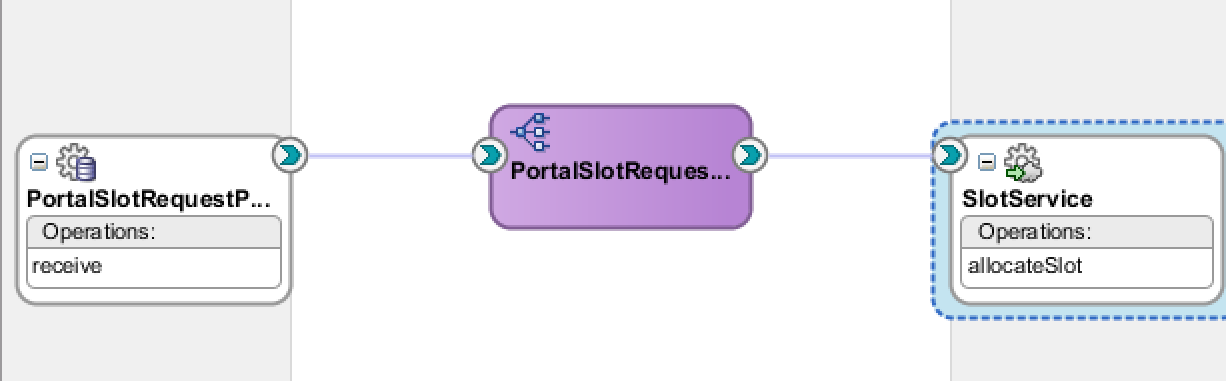 PortalSlotRequestP...
Operations:
receive
PortalSlotReques...
SlotService
Operations:
allocateSlot